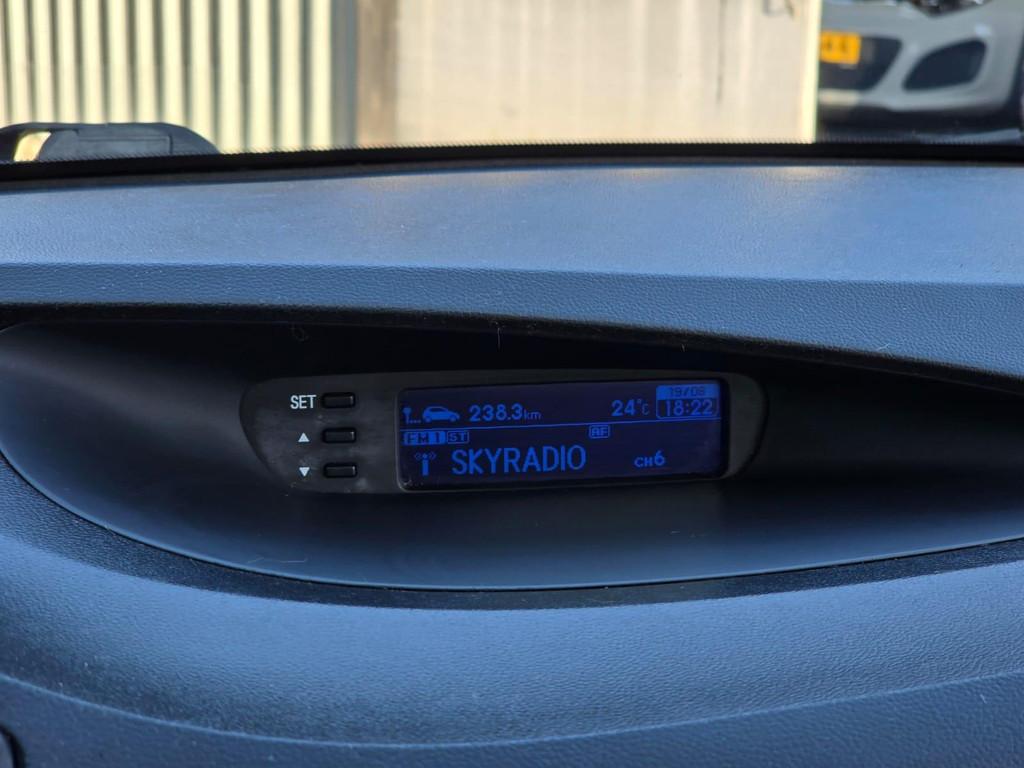 SET
19/08
238.3km 24°C 18:22
FM1 ST AF
SKYRADIO CH6